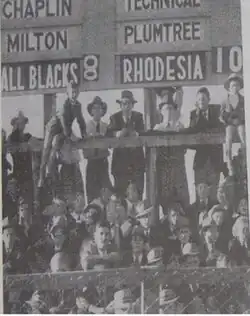 CHAPLIN TECHNICAL
MILTON PLUMTREE
ALL BLACKS 8 RHODESIA 10